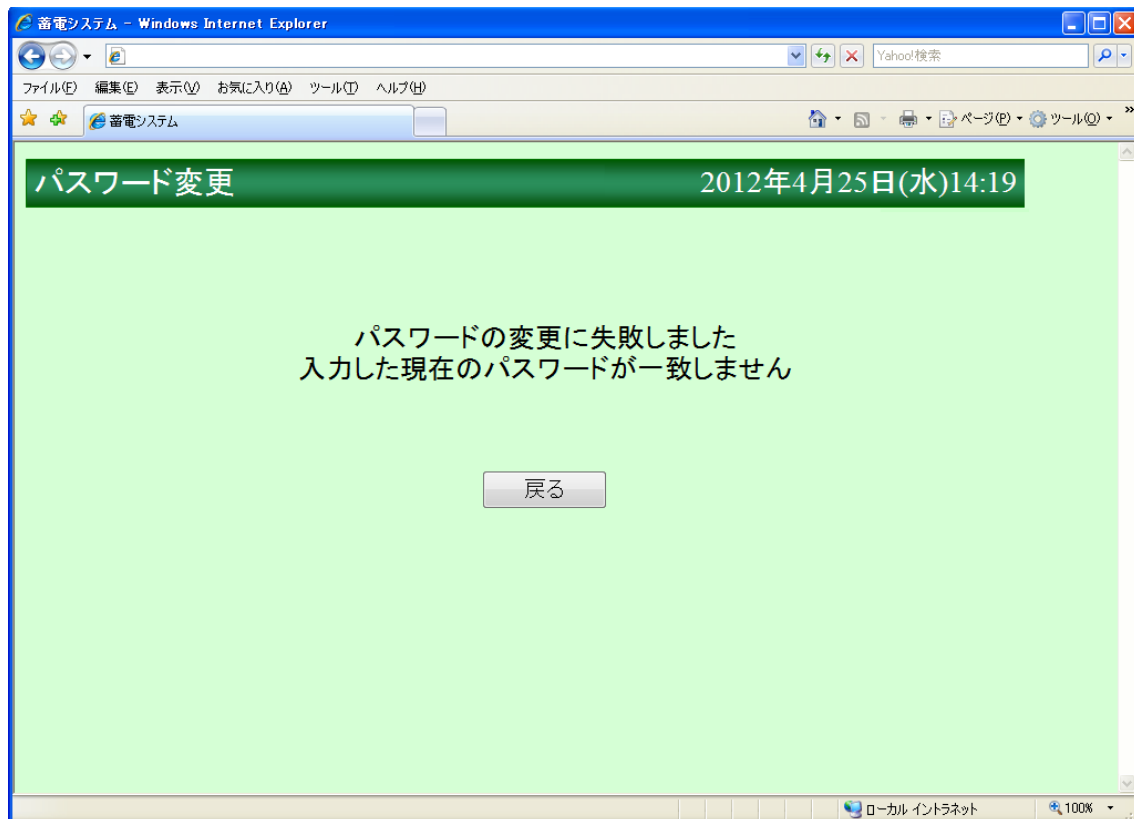 蓄電システム - Windows Internet Explorer
Yahoo!検索
ファイル(F) 編集(E) 表示(V) お気に入り(A) ツール(T) ヘルプ(H)
蓄電システム
ページ(P) ツール(O) »
パスワード変更 2012年4月25日(水)14:19
パスワードの変更に失敗しました
入力した現在のパスワードが一致しません
戻る
ローカル イントラネット 100%